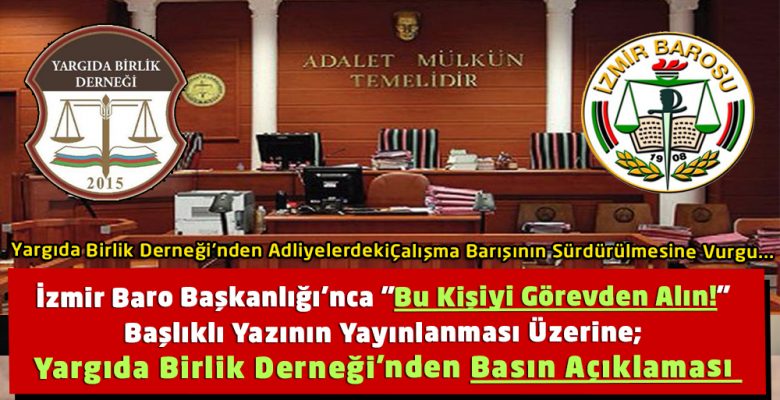 YARGIDA BİRLİK
DERNEĞİ
2015
ADALET MÜLKÜN
TEMELİDİR
İZMİR BAROSU
1908
Yargıda Birlik Derneği'nden AdliyelerdekiÇalışma Barışının Sürdürülmesine Vurgu...
İzmir Baro Başkanlığı'nca "Bu Kişiyi Görevden Alın!"
Başlıklı Yazının Yayınlanması Üzerine;
Yargıda Birlik Derneği'nden Basın Açıklaması